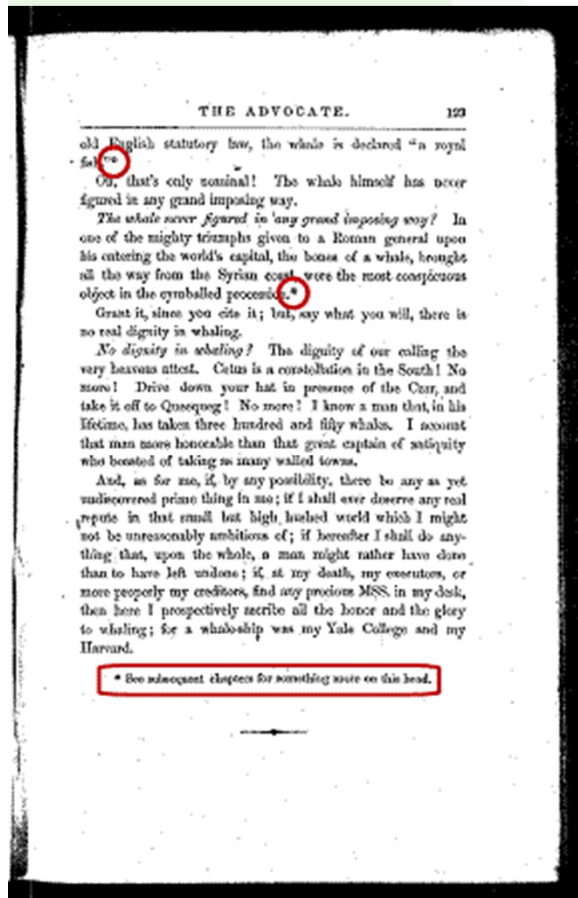 THE ADVOCATE. 123
old English statutory law, the whale is declared "a royal
fish."*
Oh, that's only nominal! The whale himself has never
figured in any grand imposing way.
The whale never figured in any grand imposing way? In
one of the mighty triumphs given to a Roman general upon
his entering the world's capital, the bones of a whale, brought
all the way from the Syrian coast, were the most conspicuous
object in the cymballed procession.*
Grant it, since you cite it; but, say what you will, there is
no real dignity in whaling.
No dignity in whaling? The dignity of our calling the
very heavens attest. Cetus is a constellation in the South! No
more! Drive down your hat in presence of the Czar, and
take it off to Queequeg! No more! I know a man that, in his
lifetime, has taken three hundred and fifty whales. I account
that man more honorable than that great captain of antiquity
who boasted of taking as many walled towns.
And, as for me, if, by any possibility, there be any as yet
undiscovered prime thing in me; if I shall ever deserve any real
repute in that small but high hushed world which I might
not be unreasonably ambitious of; if hereafter I shall do any-
thing that, upon the whole, a man might rather have done
than to have left undone; if, at my death, my executors, or
more properly my creditors, find any precious MSS. in my desk,
then here I prospectively ascribe all the honor and the glory
to whaling; for a whale-ship was my Yale College and my
Harvard.
* See subsequent chapters for something more on this head.